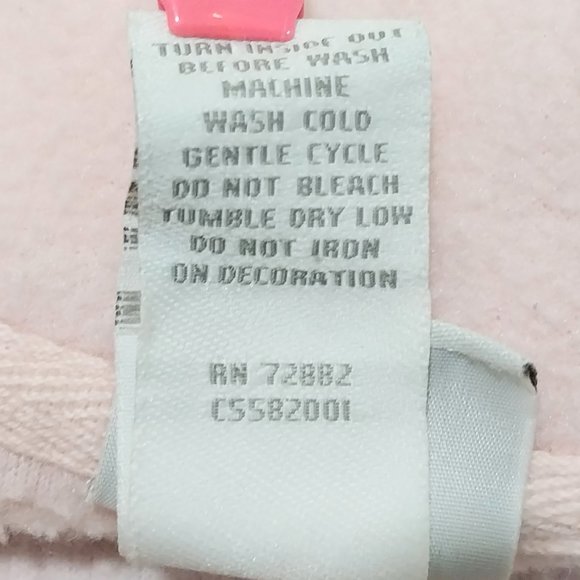 TURN INSIDE OUT
BEFORE WASH
MACHINE
WASH COLD
GENTLE CYCLE
DO NOT BLEACH
TUMBLE DRY LOW
DO NOT IRON
ON DECORATION
RN 72882
CS582001